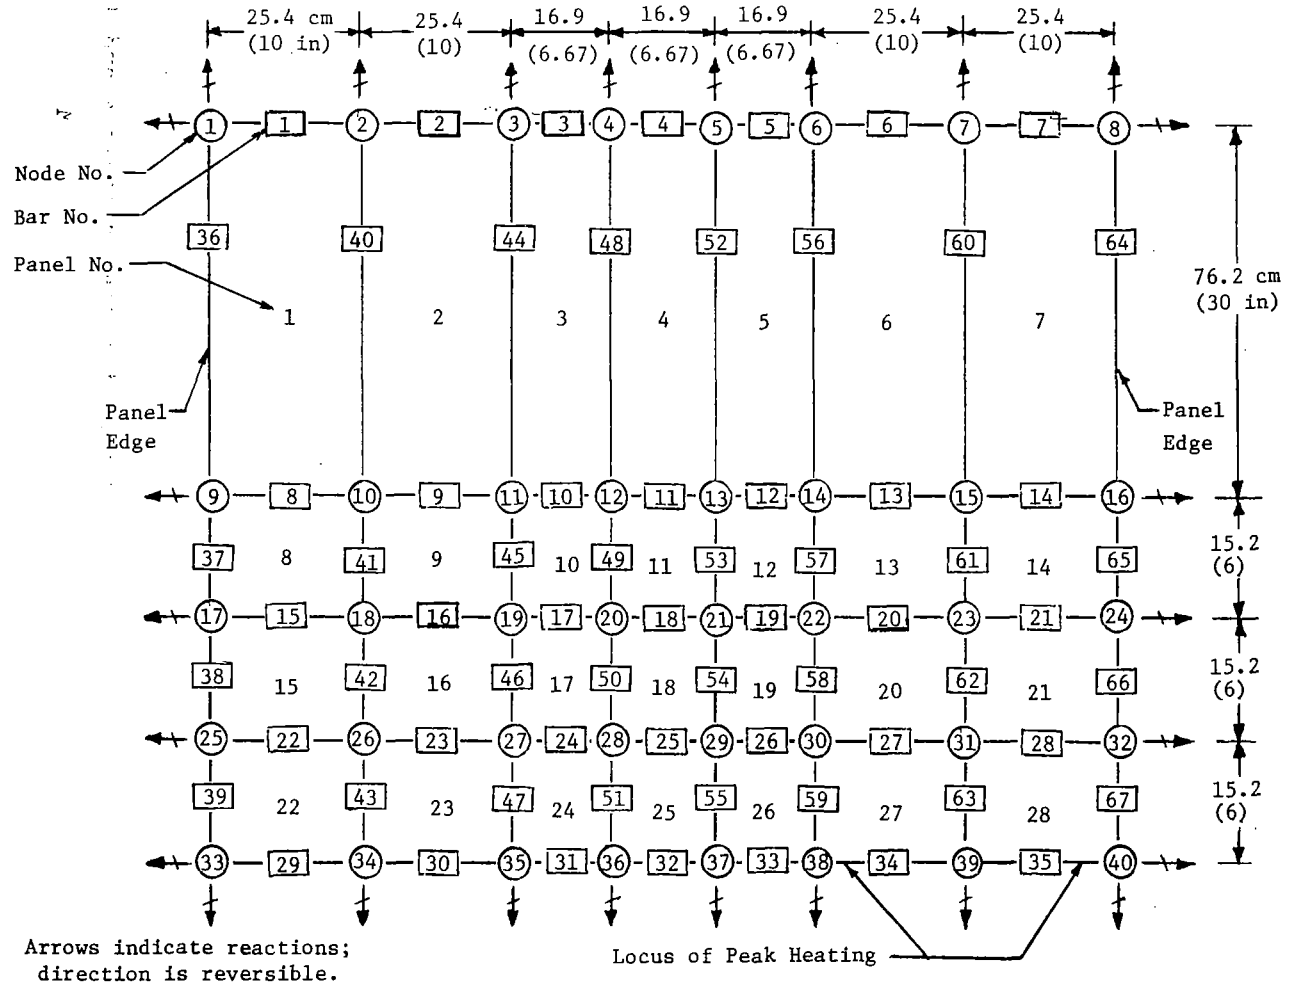 25.4 cm 25.4 16.9 16.9 16.9 25.4 25.4
(10 in) (10) (6.67) (6.67) (6.67) (10) (10)
1 1 2 2 3 3 4 4 5 5 6 6 7 7 8
Node No.
Bar No.
36 40 44 48 52 56 60 64
Panel No.
76.2 cm
(30 in)
1 2 3 4 5 6 7
Panel
Edge
Panel
Edge
9 8 10 9 11 10 12 11 13 12 14 13 15 14 16
15.2
(6)
37 8 41 9 45 10 49 11 53 12 57 13 61 14 65
17 15 18 16 19 17 20 18 21 19 22 20 23 21 24
15.2
(6)
38 15 42 16 46 17 50 18 54 19 58 20 62 21 66
25 22 26 23 27 24 28 25 29 26 30 27 31 28 32
15.2
(6)
39 22 43 23 47 24 51 25 55 26 59 27 63 28 67
33 29 34 30 35 31 36 32 37 33 38 34 39 35 40
Arrows indicate reactions;
direction is reversible.
Locus of Peak Heating